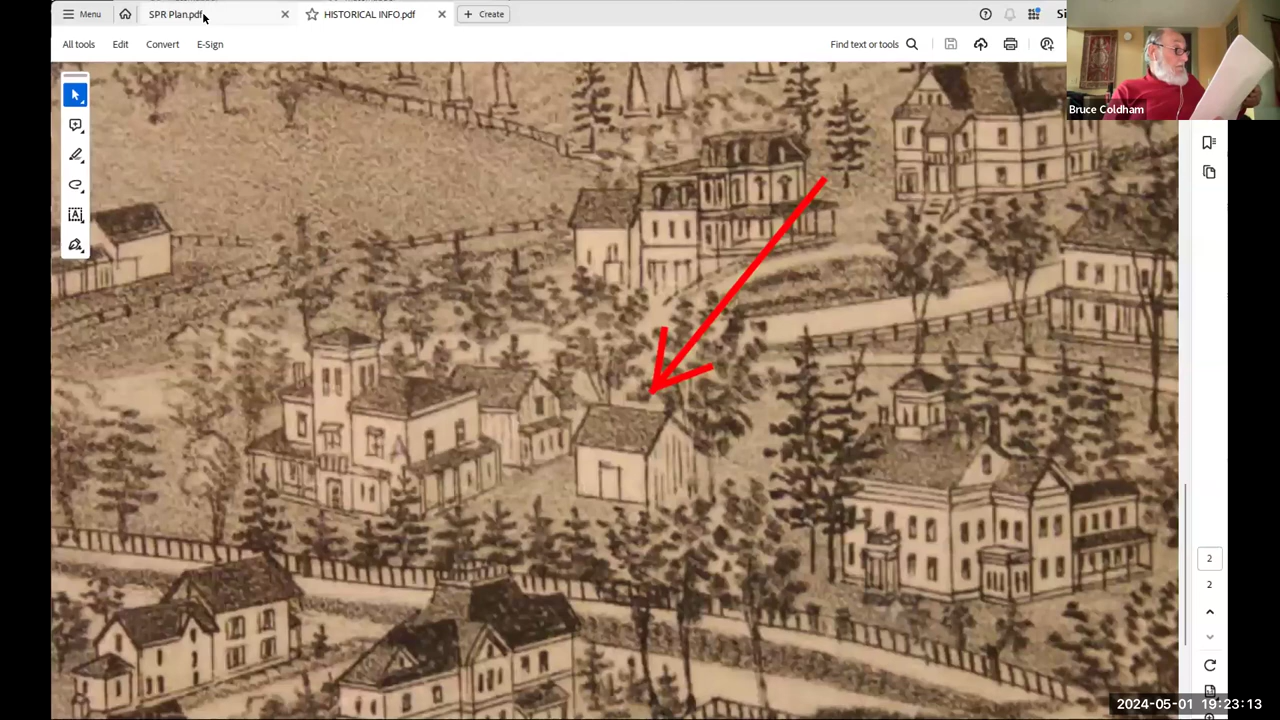 Menu
SPR Plan.pdf
HISTORICAL INFO.pdf
Create
All tools
Edit
Convert
E-Sign
Find text or tools
Bruce Coldham
2
2
2024-05-01 19:23:13